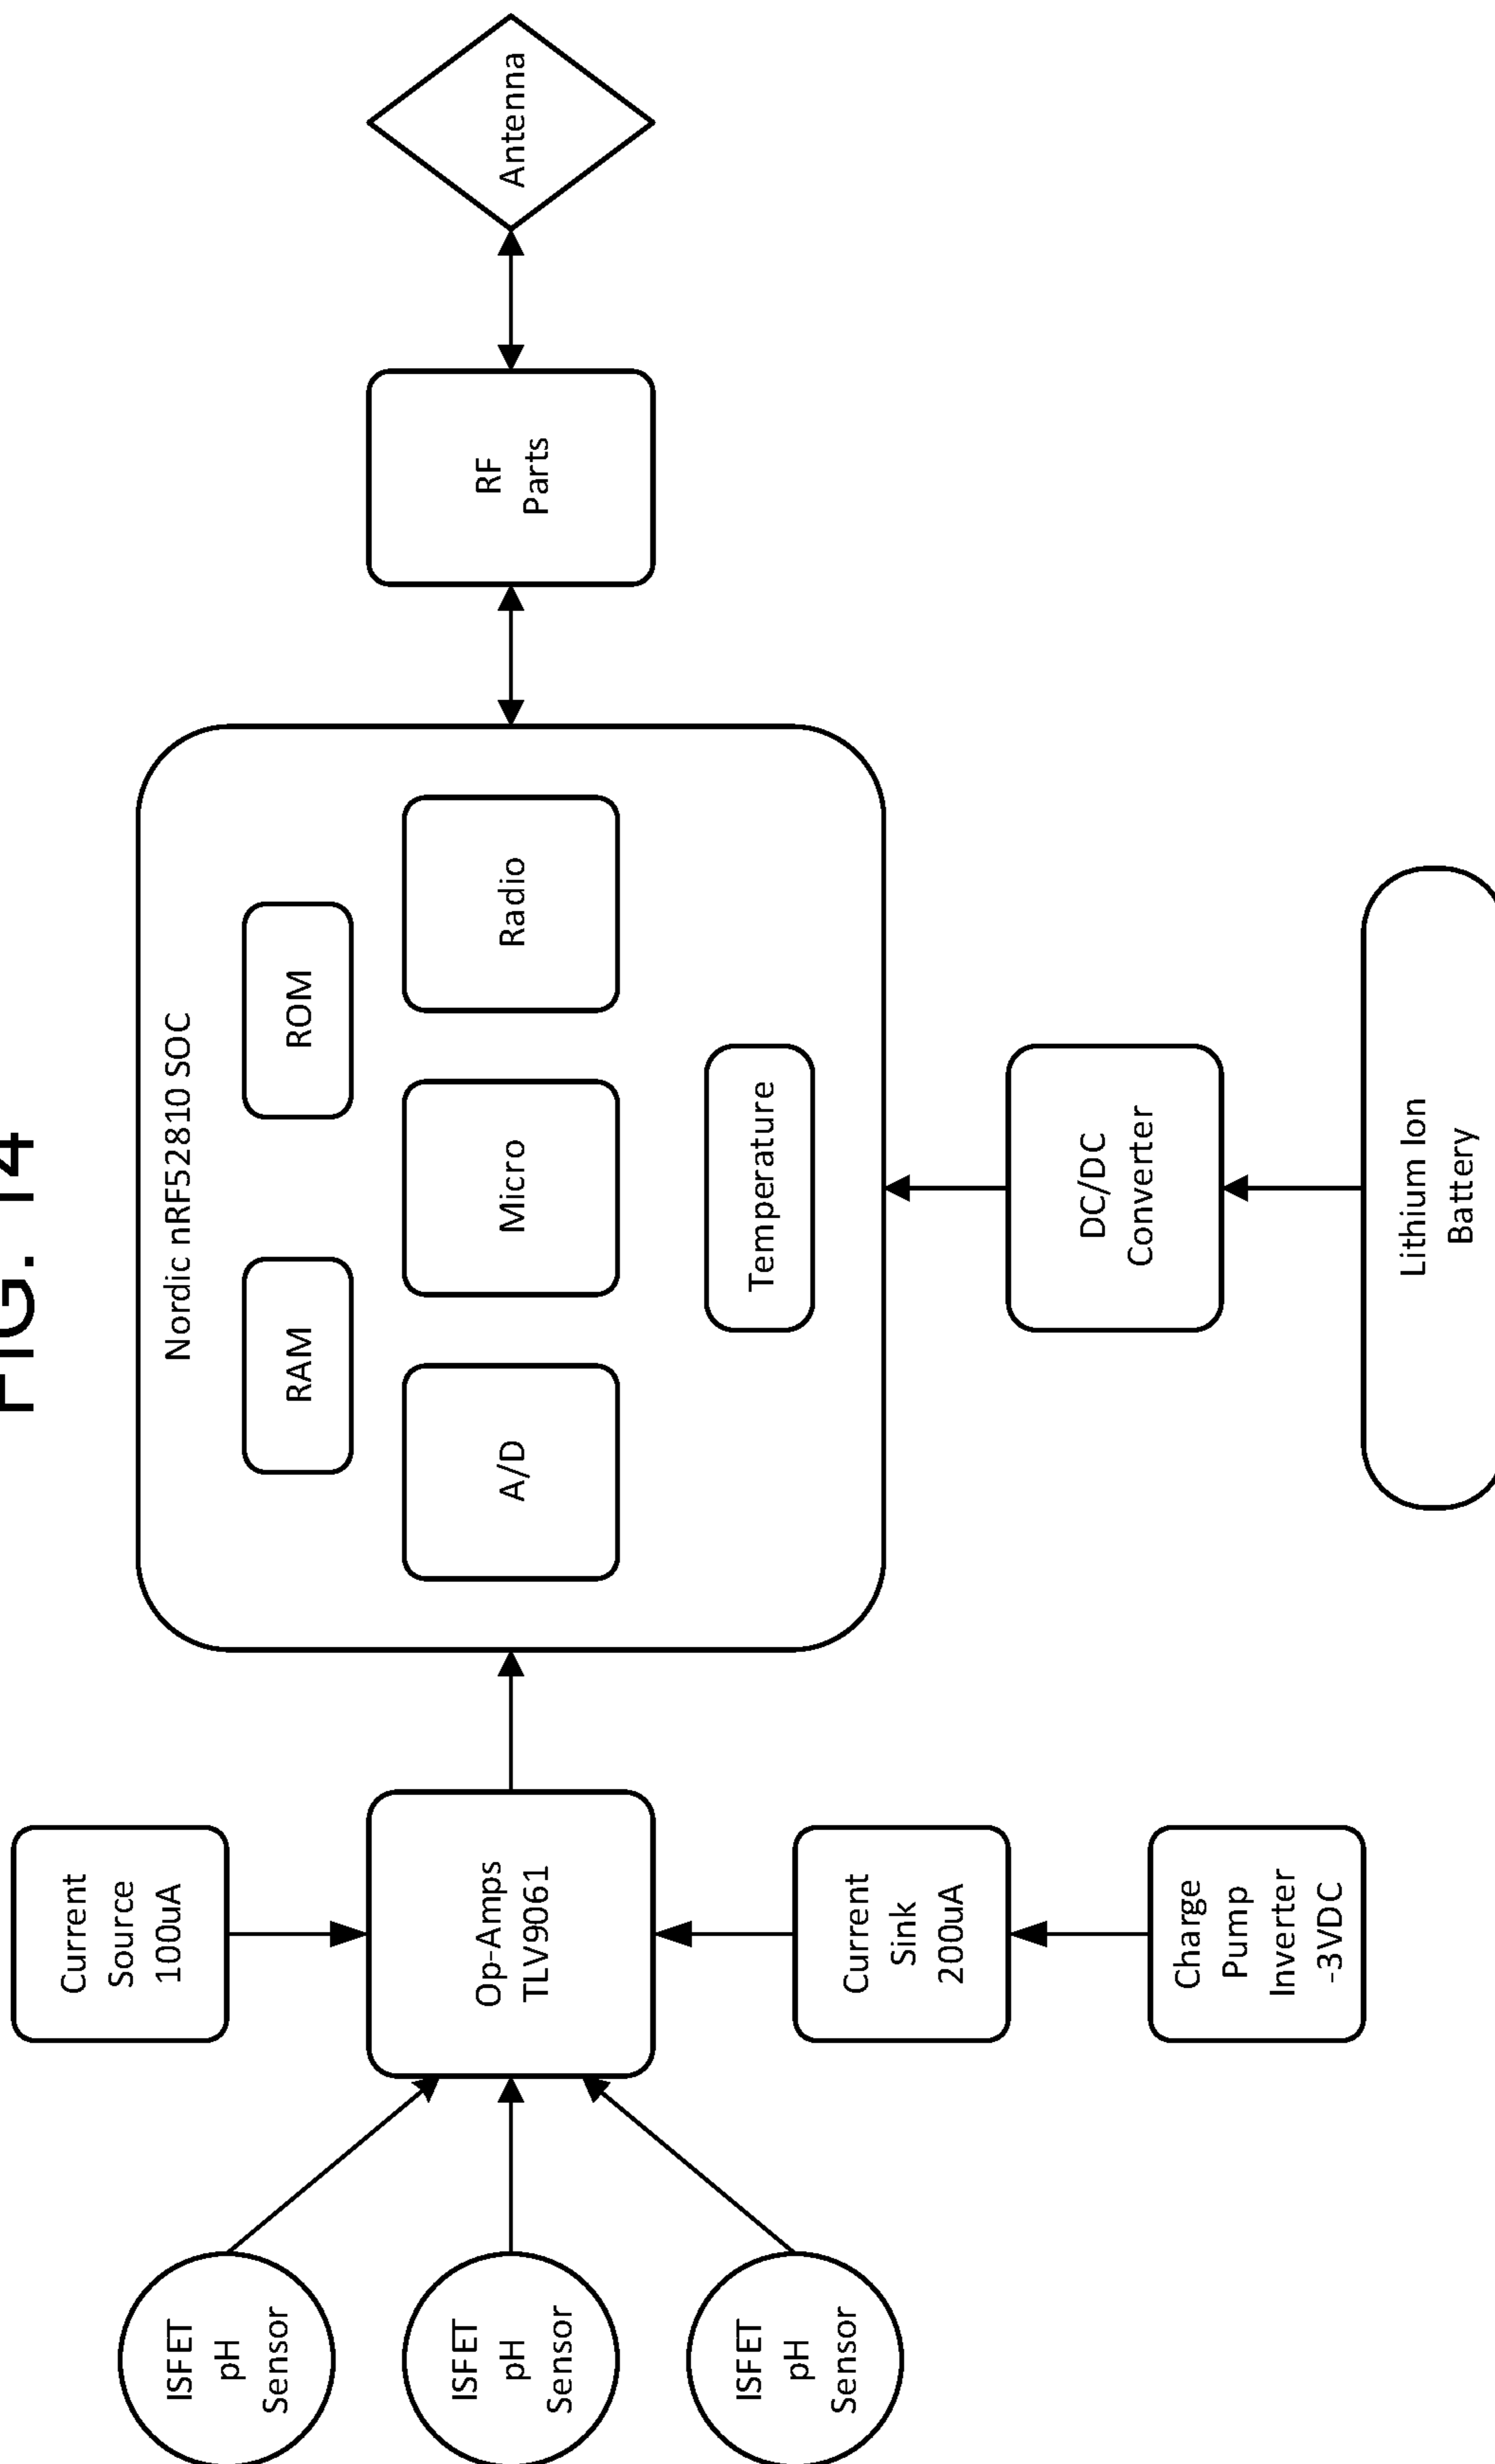 FIG. 14
Current
Source
100uA
Nordic nRF52810 SOC
RAM
ROM
ISFET
pH
Sensor
ISFET
pH
Sensor
ISFET
pH
Sensor
Op-Amps
TLV9061
A/D
Micro
Radio
RF
Parts
Antenna
Temperature
Current
Sink
200uA
DC/DC
Converter
Charge
Pump
Inverter
-3VDC
Lithium Ion
Battery